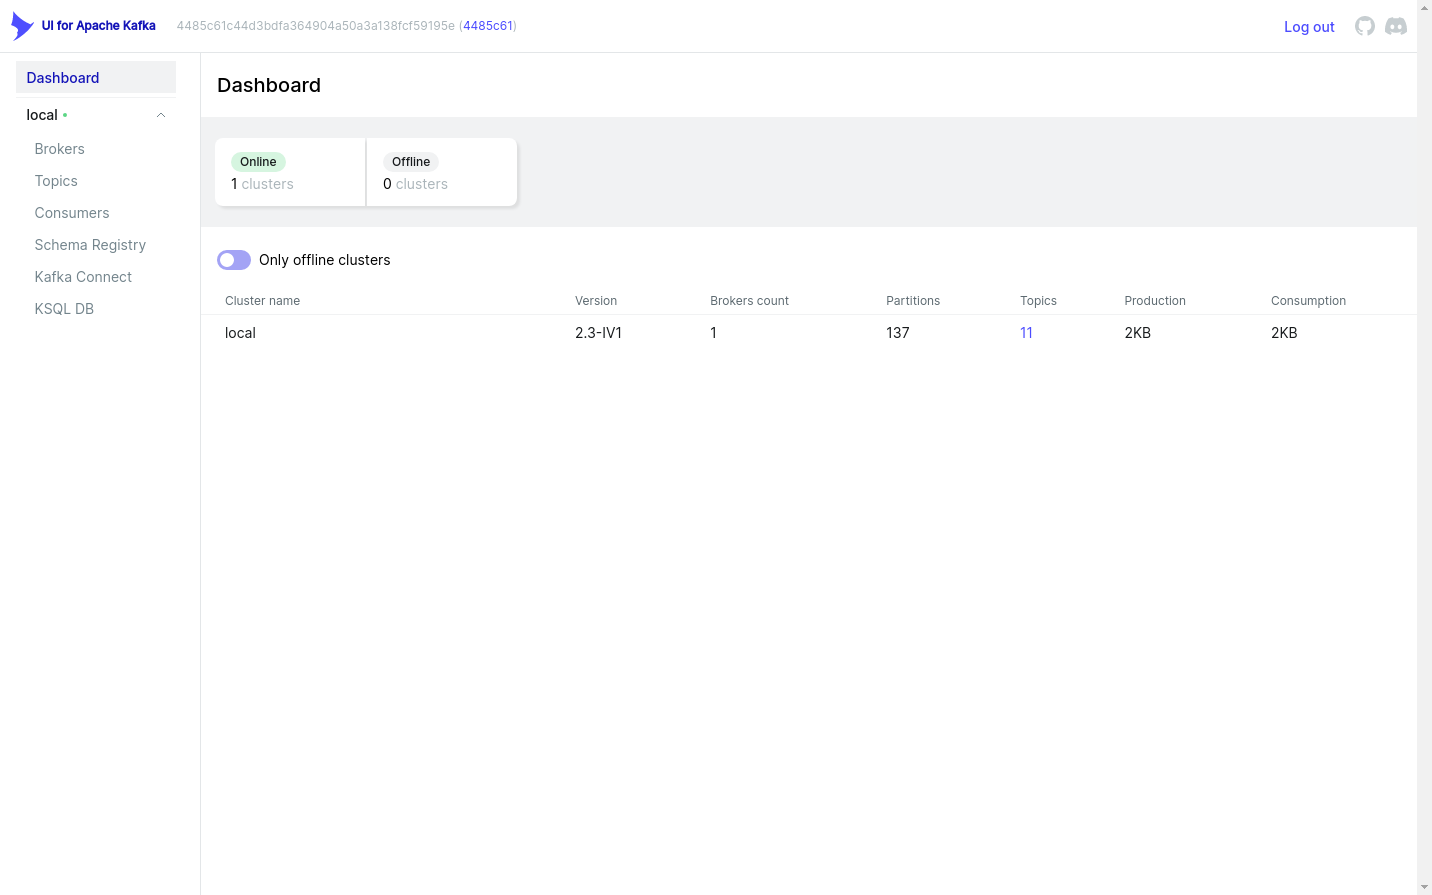 UI for Apache Kafka 4485c61c44d3bdfa364904a50a3a138fcf59195e (4485c61) Log out
Dashboard
local
Brokers
Topics
Consumers
Schema Registry
Kafka Connect
KSQL DB
Dashboard
Online Offline
1 clusters 0 clusters
Only offline clusters
Cluster name Version Brokers count Partitions Topics Production Consumption
local 2.3-IV1 1 137 11 2KB 2KB